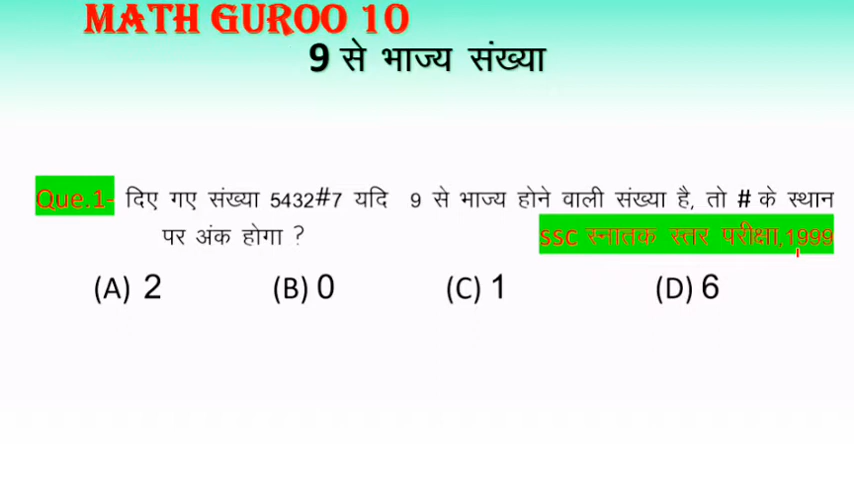 MATH GUROO 10
9 से भाज्य संख्या
Que.1- दिए गए संख्या 5432#7 यदि 9 से भाज्य होने वाली संख्या है, तो # के स्थान
पर अंक होगा ? SSC स्नातक स्तर परीक्षा,1999
(A) 2 (B) 0 (C) 1 (D) 6